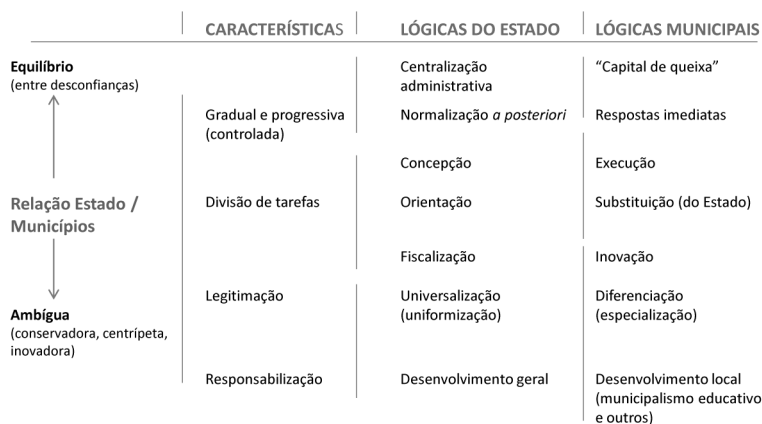 CARACTERÍSTICAS
LÓGICAS DO ESTADO
LÓGICAS MUNICIPAIS
Equilíbrio
(entre desconfianças)
Centralização
administrativa
“Capital de queixa”
Gradual e progressiva
(controlada)
Normalização a posteriori
Respostas imediatas
Concepção
Execução
Relação Estado /
Municípios
Divisão de tarefas
Orientação
Substituição (do Estado)
Fiscalização
Inovação
Ambígua
(conservadora, centrípeta,
inovadora)
Legitimação
Universalização
(uniformização)
Diferenciação
(especialização)
Responsabilização
Desenvolvimento geral
Desenvolvimento local
(municipalismo educativo
e outros)